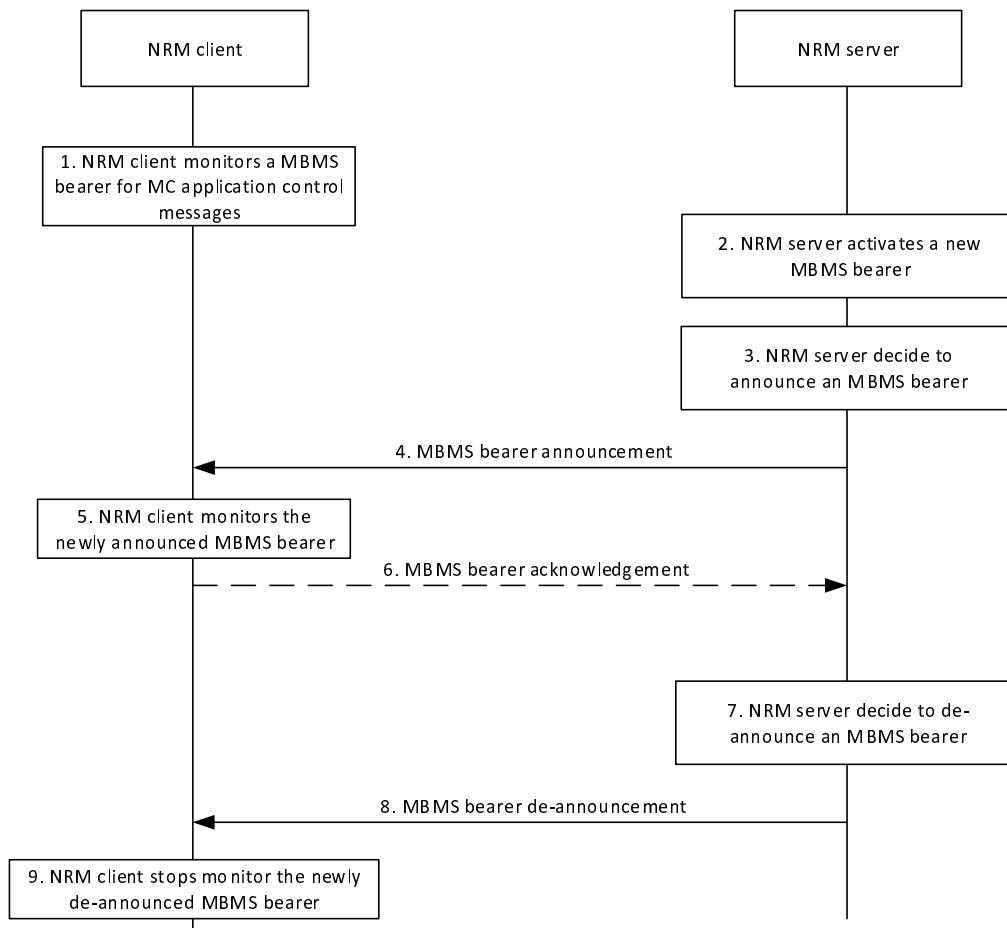 NRM client
NRM server
1. NRM client monitors a MBMS
bearer for MC application control
messages
2. NRM server activates a new
MBMS bearer
3. NRM server decide to
announce an MBMS bearer
4. MBMS bearer announcement
5. NRM client monitors the
newly announced MBMS bearer
6. MBMS bearer acknowledgement
7. NRM server decide to de-
announce an MBMS bearer
8. MBMS bearer de-announcement
9. NRM client stops monitor the newly
de-announced MBMS bearer